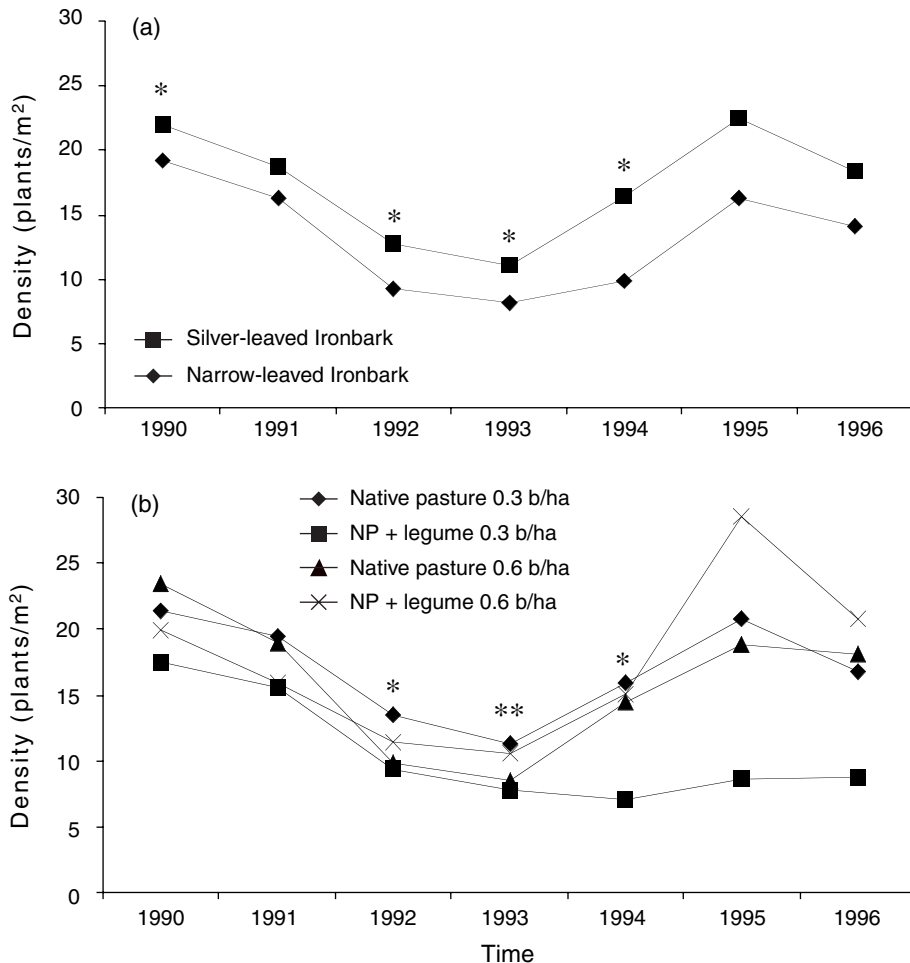 (a)
Density (plants/m²)
30
25
20
15
10
5
0
*
*
*
*
Silver-leaved Ironbark
Narrow-leaved Ironbark
1990 1991 1992 1993 1994 1995 1996
(b)
Density (plants/m²)
30
25
20
15
10
5
0
Native pasture 0.3 b/ha
NP + legume 0.3 b/ha
Native pasture 0.6 b/ha
NP + legume 0.6 b/ha
*
**
*
1990 1991 1992 1993 1994 1995 1996
Time